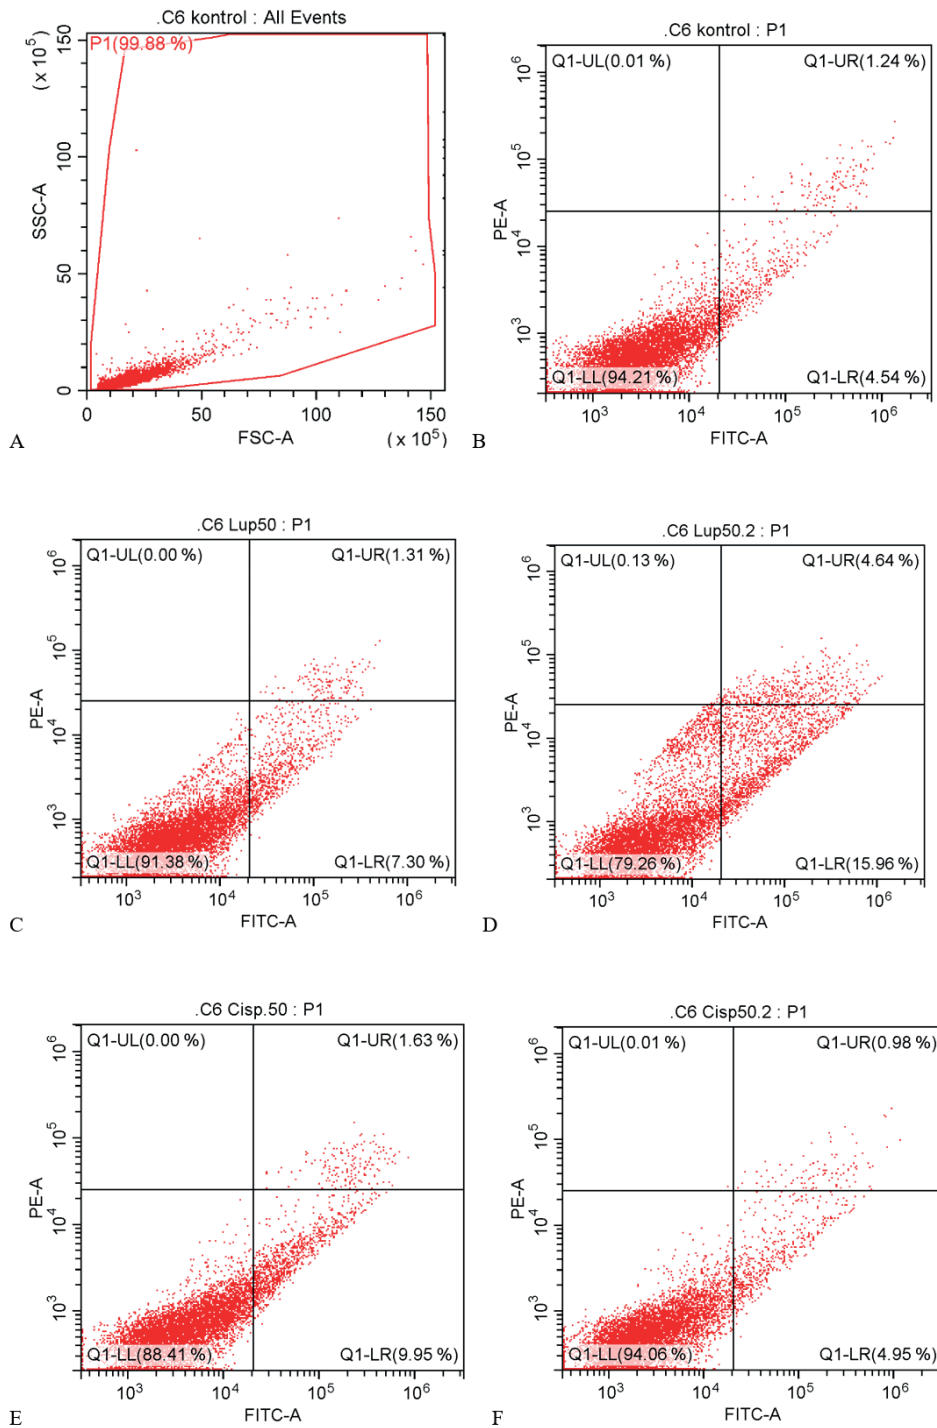 .C6 kontrol : All Events
P1(99.88 %)
(x 10⁵)
150
100
50
0
SSC-A
0 50 100 150
FSC-A (x 10⁵)
A
.C6 kontrol : P1
Q1-UL(0.01 %) Q1-UR(1.24 %)
10⁶
10⁵
10⁴
10³
PE-A
Q1-LL(94.21 %) Q1-LR(4.54 %)
10³ 10⁴ 10⁵ 10⁶
FITC-A
B
.C6 Lup50 : P1
Q1-UL(0.00 %) Q1-UR(1.31 %)
10⁶
10⁵
10⁴
10³
PE-A
Q1-LL(91.38 %) Q1-LR(7.30 %)
10³ 10⁴ 10⁵ 10⁶
FITC-A
C
.C6 Lup50.2 : P1
Q1-UL(0.13 %) Q1-UR(4.64 %)
10⁶
10⁵
10⁴
10³
PE-A
Q1-LL(79.26 %) Q1-LR(15.96 %)
10³ 10⁴ 10⁵ 10⁶
FITC-A
D
.C6 Cisp.50 : P1
Q1-UL(0.00 %) Q1-UR(1.63 %)
10⁶
10⁵
10⁴
10³
PE-A
Q1-LL(88.41 %) Q1-LR(9.95 %)
10³ 10⁴ 10⁵ 10⁶
FITC-A
E
.C6 Cisp50.2 : P1
Q1-UL(0.01 %) Q1-UR(0.98 %)
10⁶
10⁵
10⁴
10³
PE-A
Q1-LL(94.06 %) Q1-LR(4.95 %)
10³ 10⁴ 10⁵ 10⁶
FITC-A
F